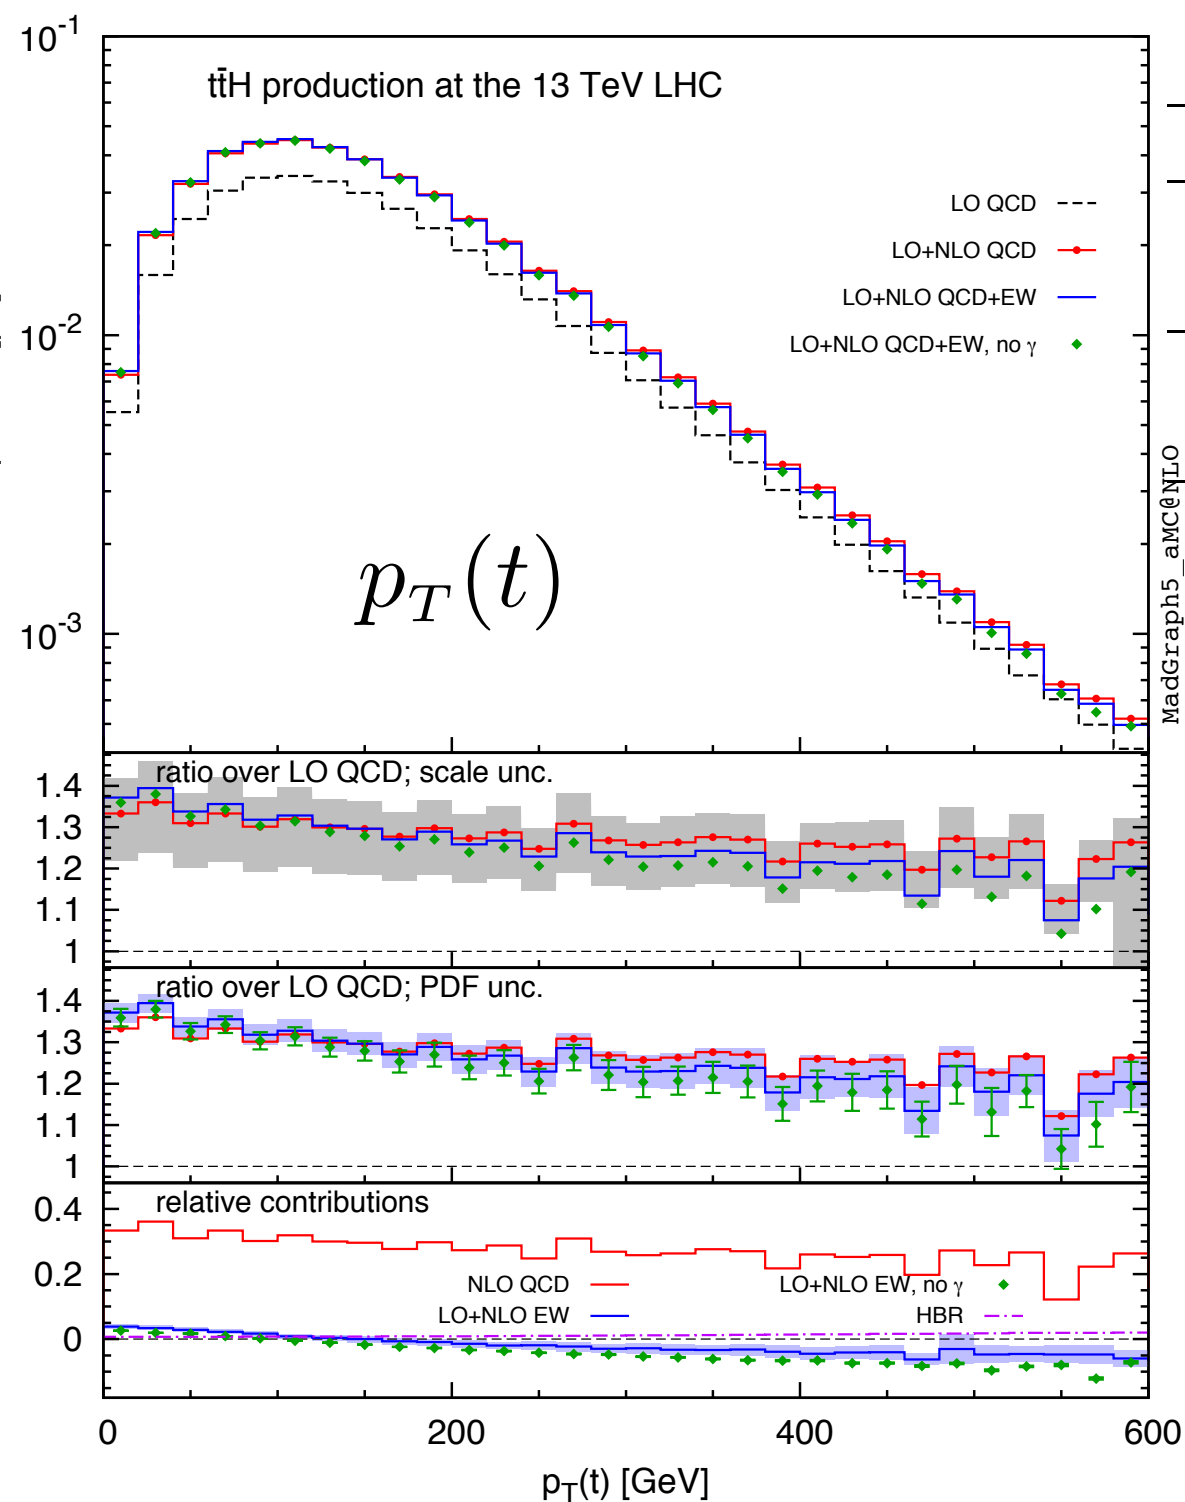 10-1
tt̄H production at the 13 TeV LHC
LO QCD
LO+NLO QCD
LO+NLO QCD+EW
LO+NLO QCD+EW, no γ
10-2
pT(t)
10-3
MadGraph5_aMC@NLO
ratio over LO QCD; scale unc.
1.4
1.3
1.2
1.1
1
ratio over LO QCD; PDF unc.
1.4
1.3
1.2
1.1
1
relative contributions
0.4
0.2
NLO QCD
LO+NLO EW, no γ
LO+NLO EW
HBR
0
0 200 400 600
pT(t) [GeV]